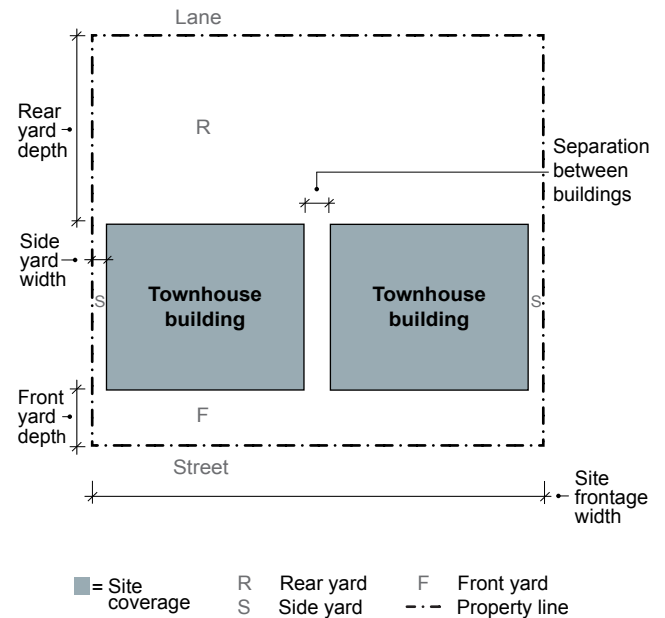 Lane
Rear
yard
depth
R
Separation
between
buildings
Side
yard
width
S
Townhouse
building
Townhouse
building
S
Front
yard
depth
F
Street
Site
frontage
width
= Site
coverage
R Rear yard
S Side yard
F Front yard
Property line